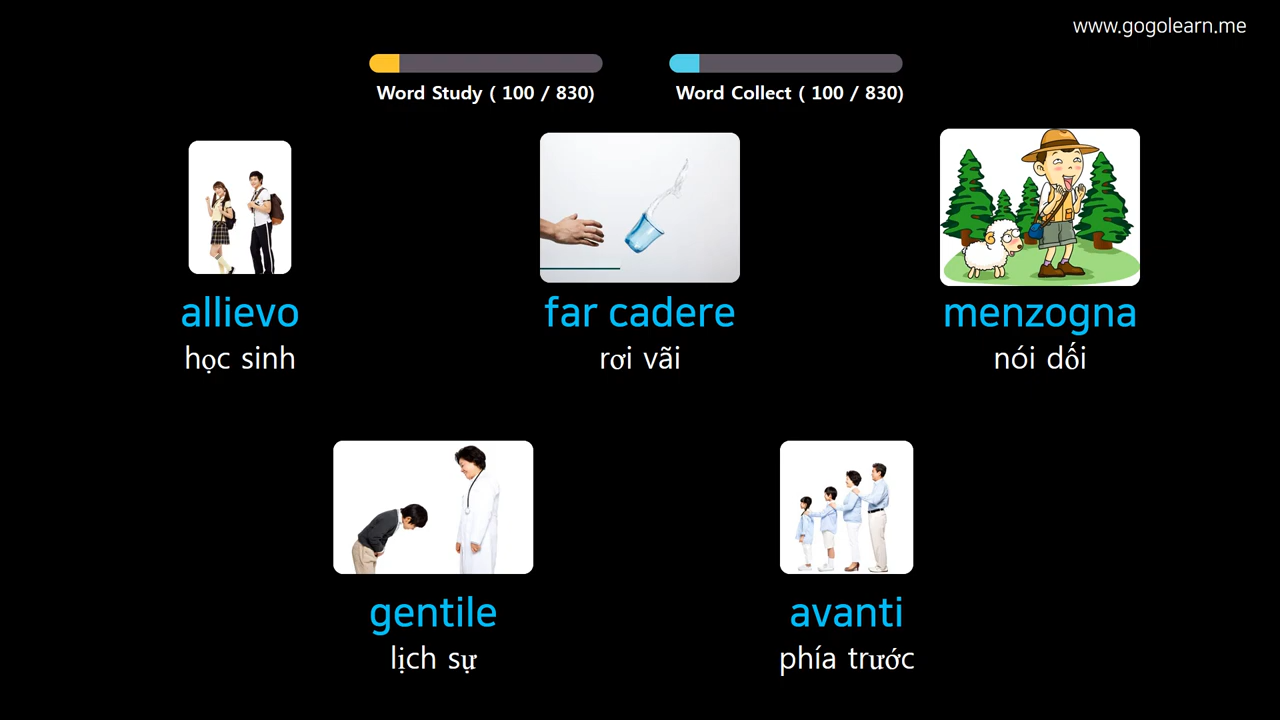 www.gogolearn.me
Word Study ( 100 / 830)
Word Collect ( 100 / 830)
allievo
học sinh
far cadere
rơi vãi
menzogna
nói dối
gentile
lịch sự
avanti
phía trước